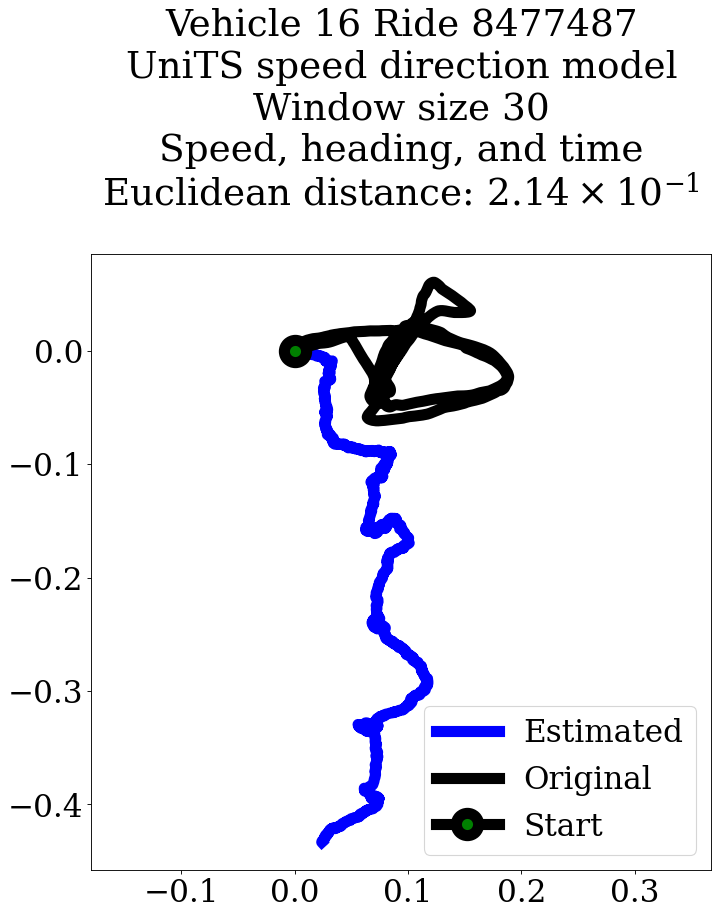 Vehicle 16 Ride 8477487
UniTS speed direction model
Window size 30
Speed, heading, and time
Euclidean distance: 2.14 × 10⁻¹
0.0
−0.1
−0.2
−0.3
−0.4
Estimated
Original
Start
−0.1 0.0 0.1 0.2 0.3